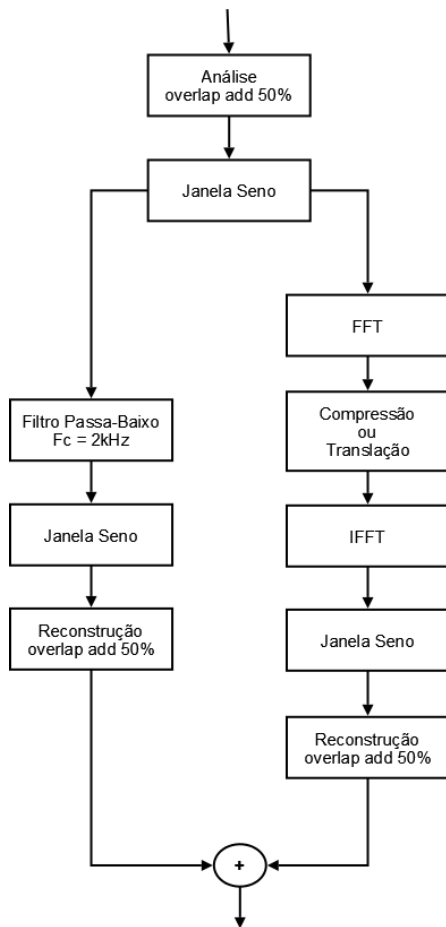 Análise
overlap add 50%
Janela Seno
Filtro Passa-Baixo
Fc = 2kHz
Janela Seno
Reconstrução
overlap add 50%
FFT
Compressão
ou
Translação
IFFT
Janela Seno
Reconstrução
overlap add 50%
+